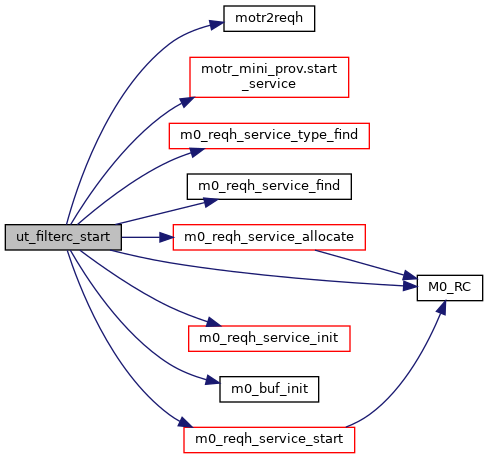 motr2reqh
motr_mini_prov.start
_service
m0_reqh_service_type_find
m0_reqh_service_find
ut_filterc_start
m0_reqh_service_allocate
M0_RC
m0_reqh_service_init
m0_buf_init
m0_reqh_service_start